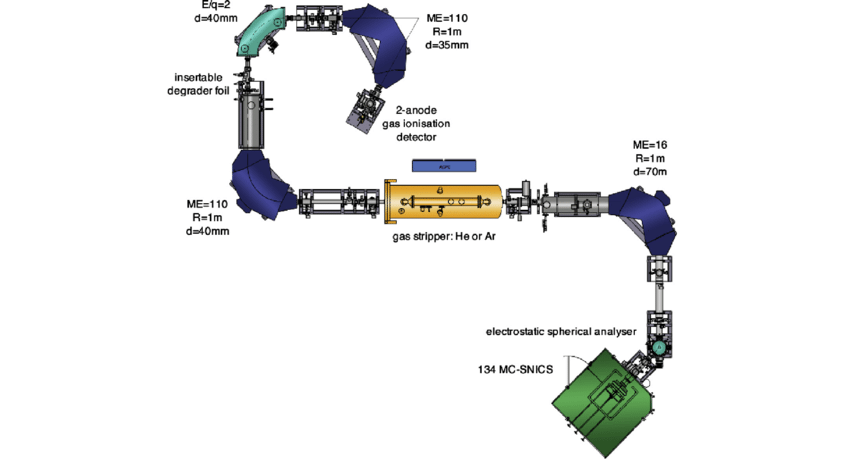 E/q=2
d=40mm
ME=110
R=1m
d=35mm
insertable
degrader foil
2-anode
gas ionisation
detector
ME=16
R=1m
d=70m
ME=110
R=1m
d=40mm
gas stripper: He or Ar
electrostatic spherical analyser
134 MC-SNICS